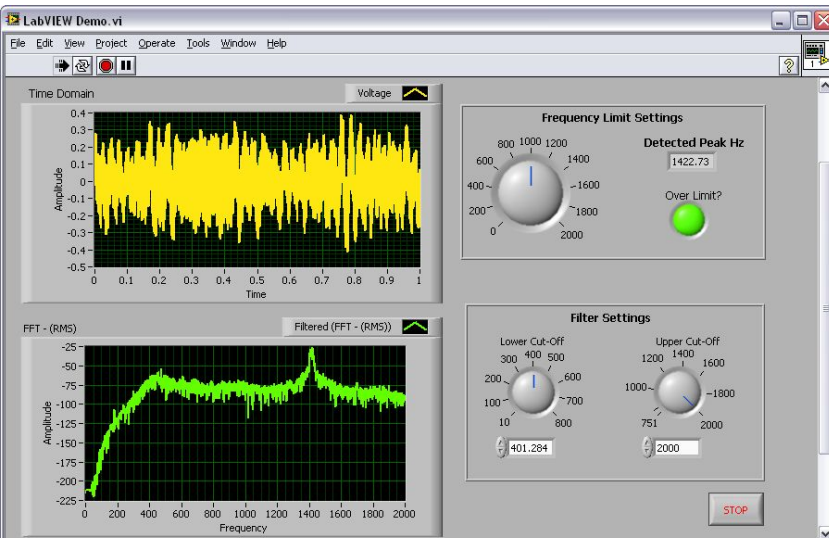 LabVIEW Demo.vi
File Edit View Project Operate Tools Window Help
?
1
Time Domain
Voltage
0.4
0.3
0.2
0.1
0
-0.1
-0.2
-0.3
-0.4
-0.5
Amplitude
0 0.1 0.2 0.3 0.4 0.5 0.6 0.7 0.8 0.9 1
Time
Frequency Limit Settings
0 200 400 600 800 1000 1200 1400 1600 1800 2000
Detected Peak Hz
1422.73
Over Limit?
FFT - (RMS)
Filtered (FFT - (RMS))
-25
-50
-75
-100
-125
-150
-175
-200
-225
Amplitude
0 200 400 600 800 1000 1200 1400 1600 1800 2000
Frequency
Filter Settings
Lower Cut-Off
10 100 200 300 400 500 600 700 800
401.284
Upper Cut-Off
751 1000 1200 1400 1600 1800 2000
2000
STOP